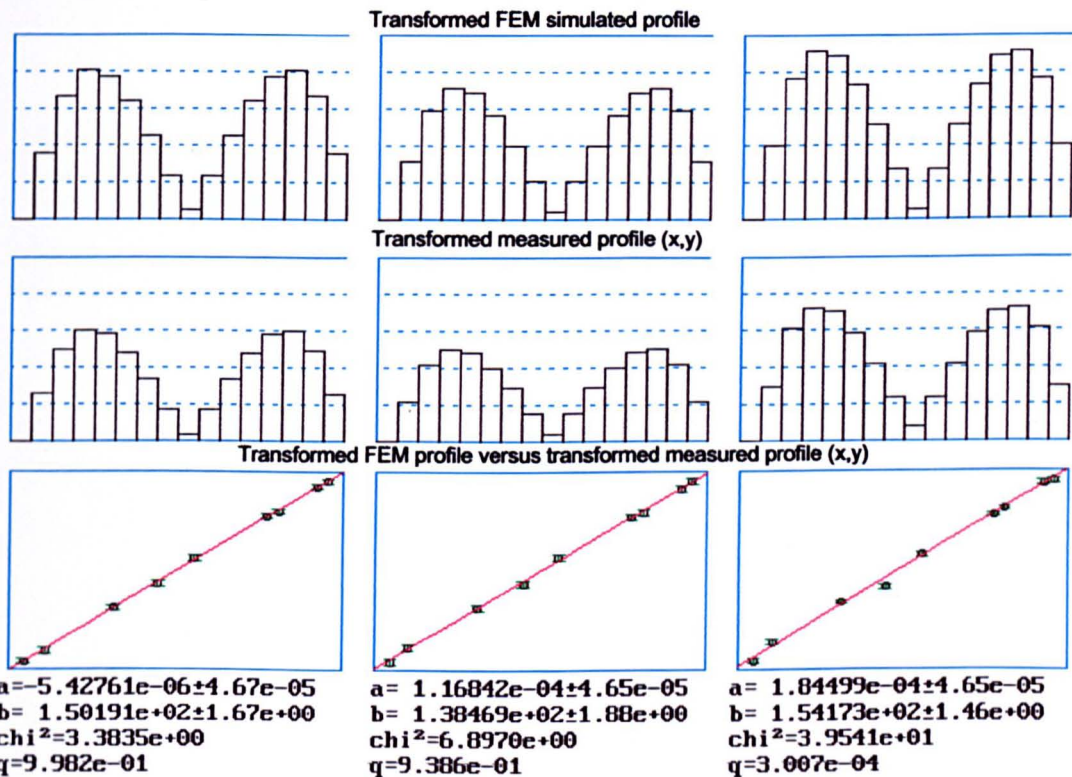 Transformed FEM simulated profile
Transformed measured profile (x,y)
Transformed FEM profile versus transformed measured profile (x,y)
a=-5.42761e-06±4.67e-05
b= 1.50191e+02±1.67e+00
chi²=3.3835e+00
q=9.982e-01
a= 1.16842e-04±4.65e-05
b= 1.38469e+02±1.88e+00
chi²=6.8970e+00
q=9.386e-01
a= 1.84499e-04±4.65e-05
b= 1.54173e+02±1.46e+00
chi²=3.9541e+01
q=3.007e-04